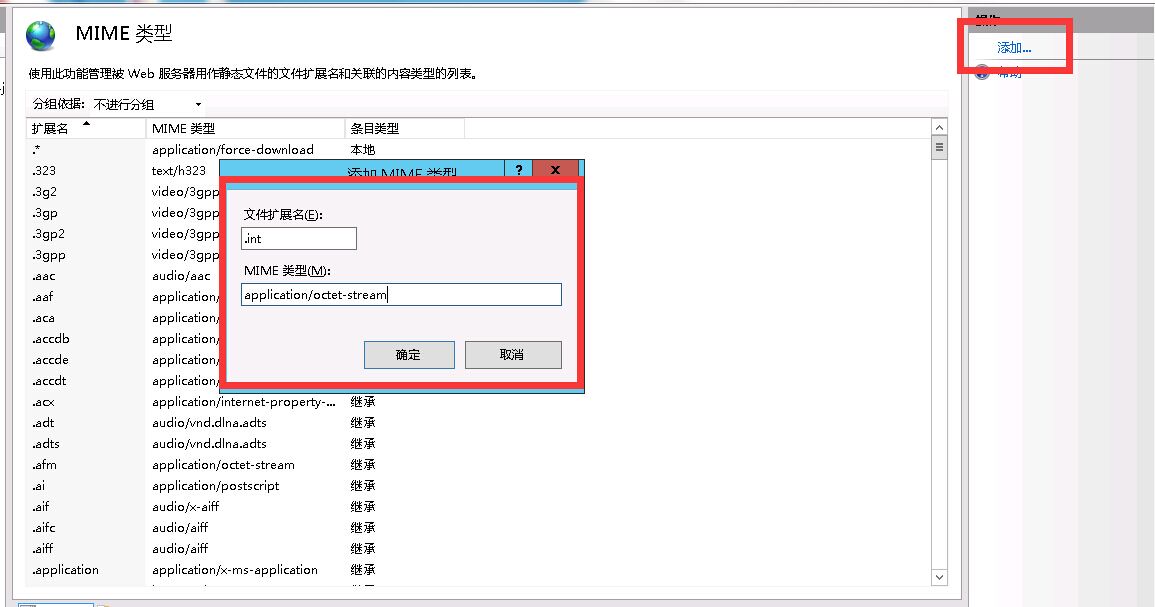 MIME 类型
使用此功能管理被 Web 服务器用作静态文件的文件扩展名和关联的内容类型的列表。
操作
添加...
帮助
分组依据: 不进行分组
扩展名 MIME 类型 条目类型
.* application/force-download 本地
.323 text/h323
.3g2 video/3gpp
.3gp video/3gpp
.3gp2 video/3gpp
.3gpp video/3gpp
.aac audio/aac
.aaf application/
.aca application/
.accdb application/
.accde application/
.accdt application/
.acx application/internet-property-... 继承
.adt audio/vnd.dlna.adts 继承
.adts audio/vnd.dlna.adts 继承
.afm application/octet-stream 继承
.ai application/postscript 继承
.aif audio/x-aiff 继承
.aifc audio/aiff 继承
.aiff audio/aiff 继承
.application application/x-ms-application 继承
添加 MIME 类型 ? x
文件扩展名(E):
.int
MIME 类型(M):
application/octet-stream
确定 取消